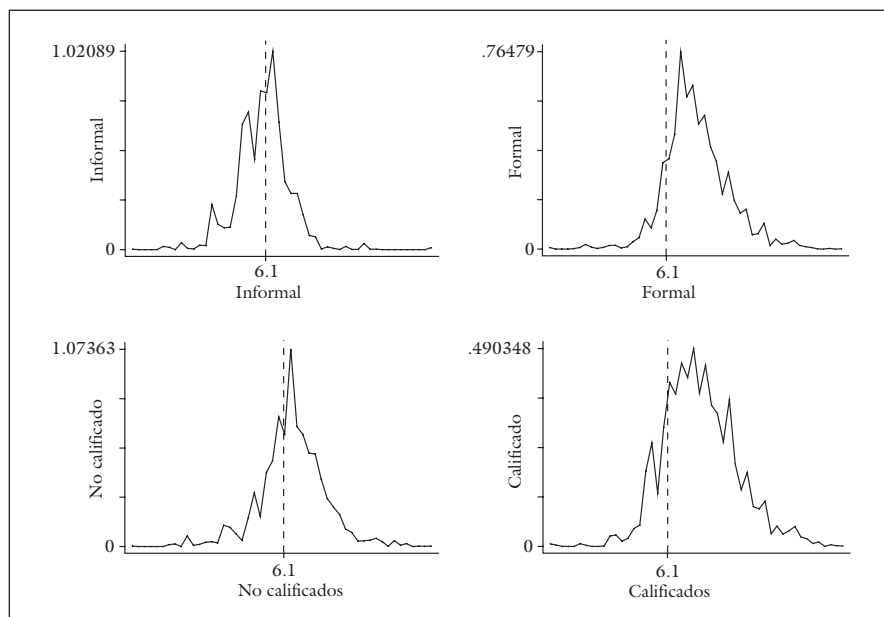 1.02089
Informal
0
6.1
Informal
.76479
Formal
0
6.1
Formal
1.07363
No calificado
0
6.1
No calificados
.490348
Calificado
0
6.1
Calificados